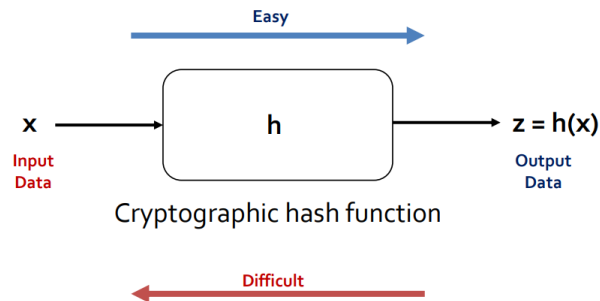 Easy
x
h
z = h(x)
Input
Data
Output
Data
Cryptographic hash function
Difficult